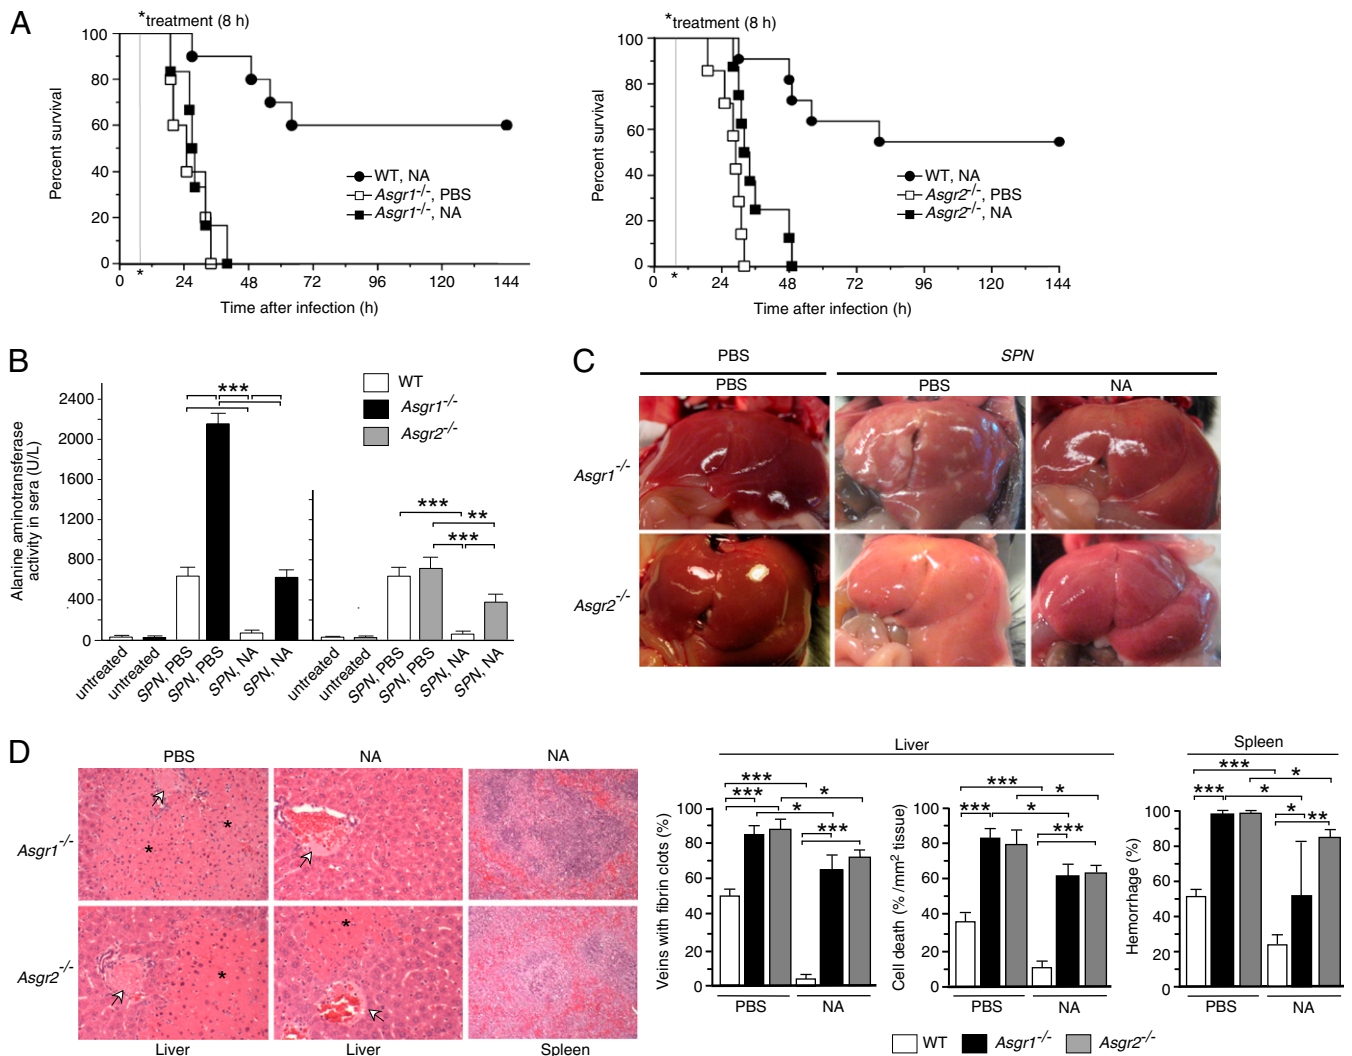 A
*treatment (8 h)
Percent survival
100
80
60
40
20
0
0 24 48 72 96 120 144
*
Time after infection (h)
WT, NA
Asgr1-/-, PBS
Asgr1-/-, NA
*treatment (8 h)
Percent survival
100
80
60
40
20
0
0 24 48 72 96 120 144
*
Time after infection (h)
WT, NA
Asgr2-/-, PBS
Asgr2-/-, NA
B
Alanine aminotransferase
activity in sera (U/L)
2400
2000
1600
1200
800
400
0
***
WT
Asgr1-/-
Asgr2-/-
***
**
***
untreated
untreated
SPN, PBS
SPN, PBS
SPN, NA
SPN, NA
untreated
untreated
SPN, PBS
SPN, PBS
SPN, NA
SPN, NA
C
PBS SPN
PBS PBS NA
Asgr1-/-
Asgr2-/-
D
PBS NA NA
Asgr1-/-
* *
Asgr2-/-
* *
Liver Liver Spleen
Liver
Veins with fibrin clots (%)
100
80
60
40
20
0
***
***
*
*
***
PBS NA
Cell death (% /mm2 tissue)
100
80
60
40
20
0
***
*
***
*
***
PBS NA
Spleen
Hemorrhage (%)
100
80
60
40
20
0
***
*
***
*
*
**
PBS NA
WT Asgr1-/- Asgr2-/-